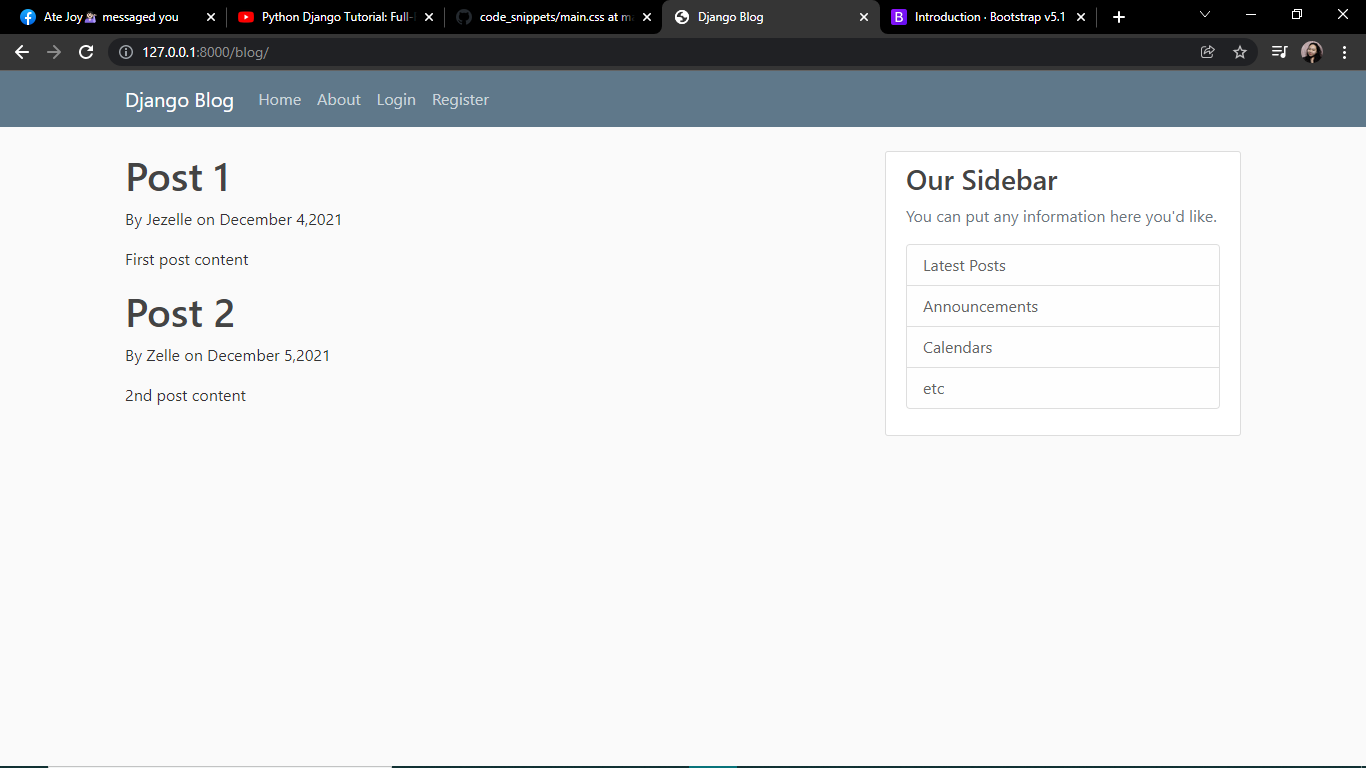 Ate Joy🧙🏻‍♀️ messaged you
Python Django Tutorial: Full-
code_snippets/main.css at m
Django Blog
Introduction · Bootstrap v5.1
127.0.0.1:8000/blog/
Django Blog Home About Login Register
Post 1
By Jezelle on December 4,2021
First post content
Post 2
By Zelle on December 5,2021
2nd post content
Our Sidebar
You can put any information here you'd like.
Latest Posts
Announcements
Calendars
etc